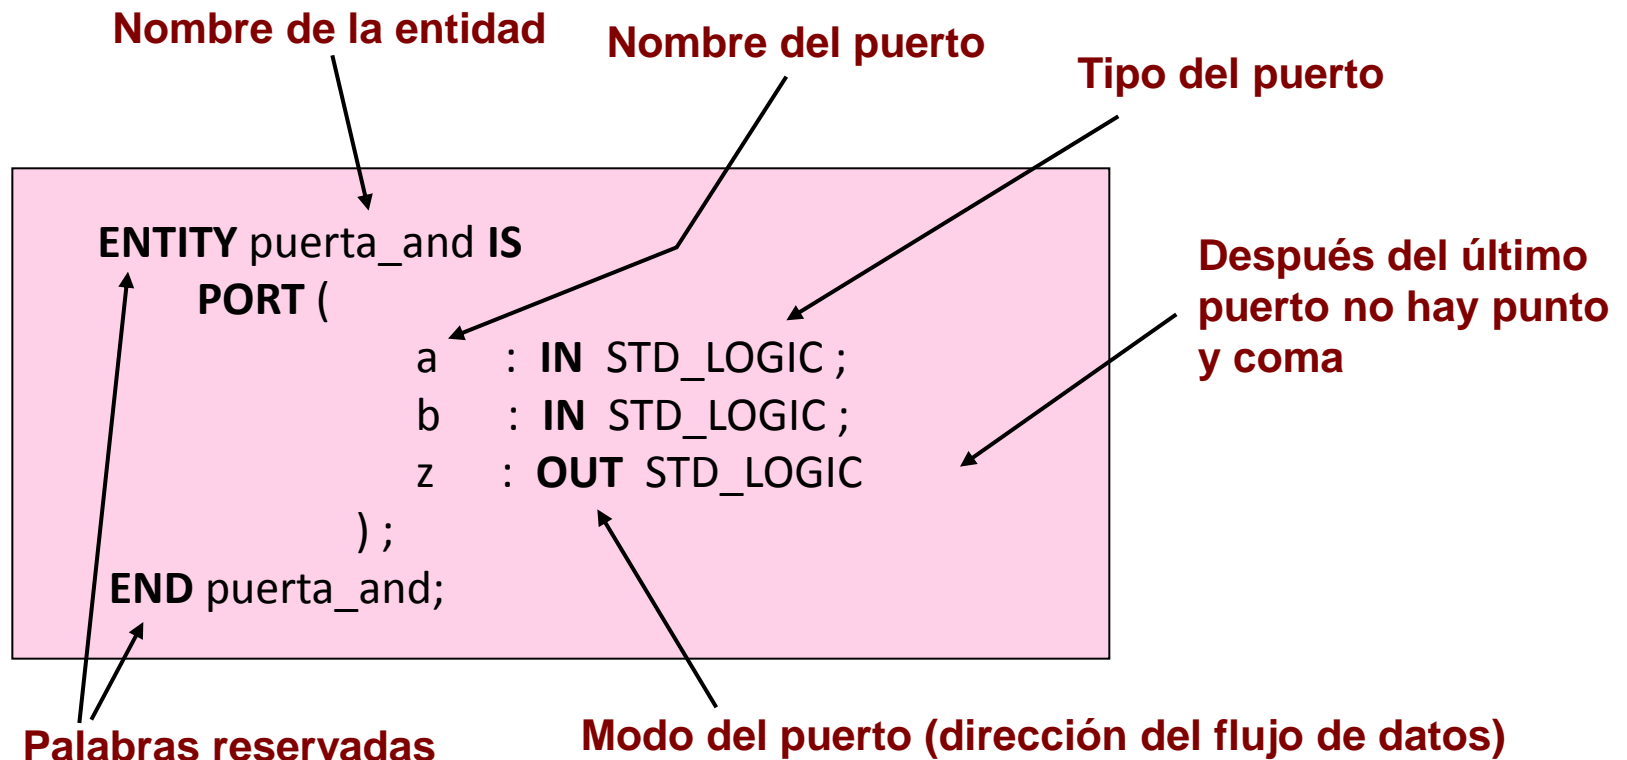 Nombre de la entidad
Nombre del puerto
Tipo del puerto
ENTITY puerta_and IS
PORT (
a : IN STD_LOGIC ;
b : IN STD_LOGIC ;
z : OUT STD_LOGIC
) ;
END puerta_and;
Después del último
puerto no hay punto
y coma
Palabras reservadas
Modo del puerto (dirección del flujo de datos)